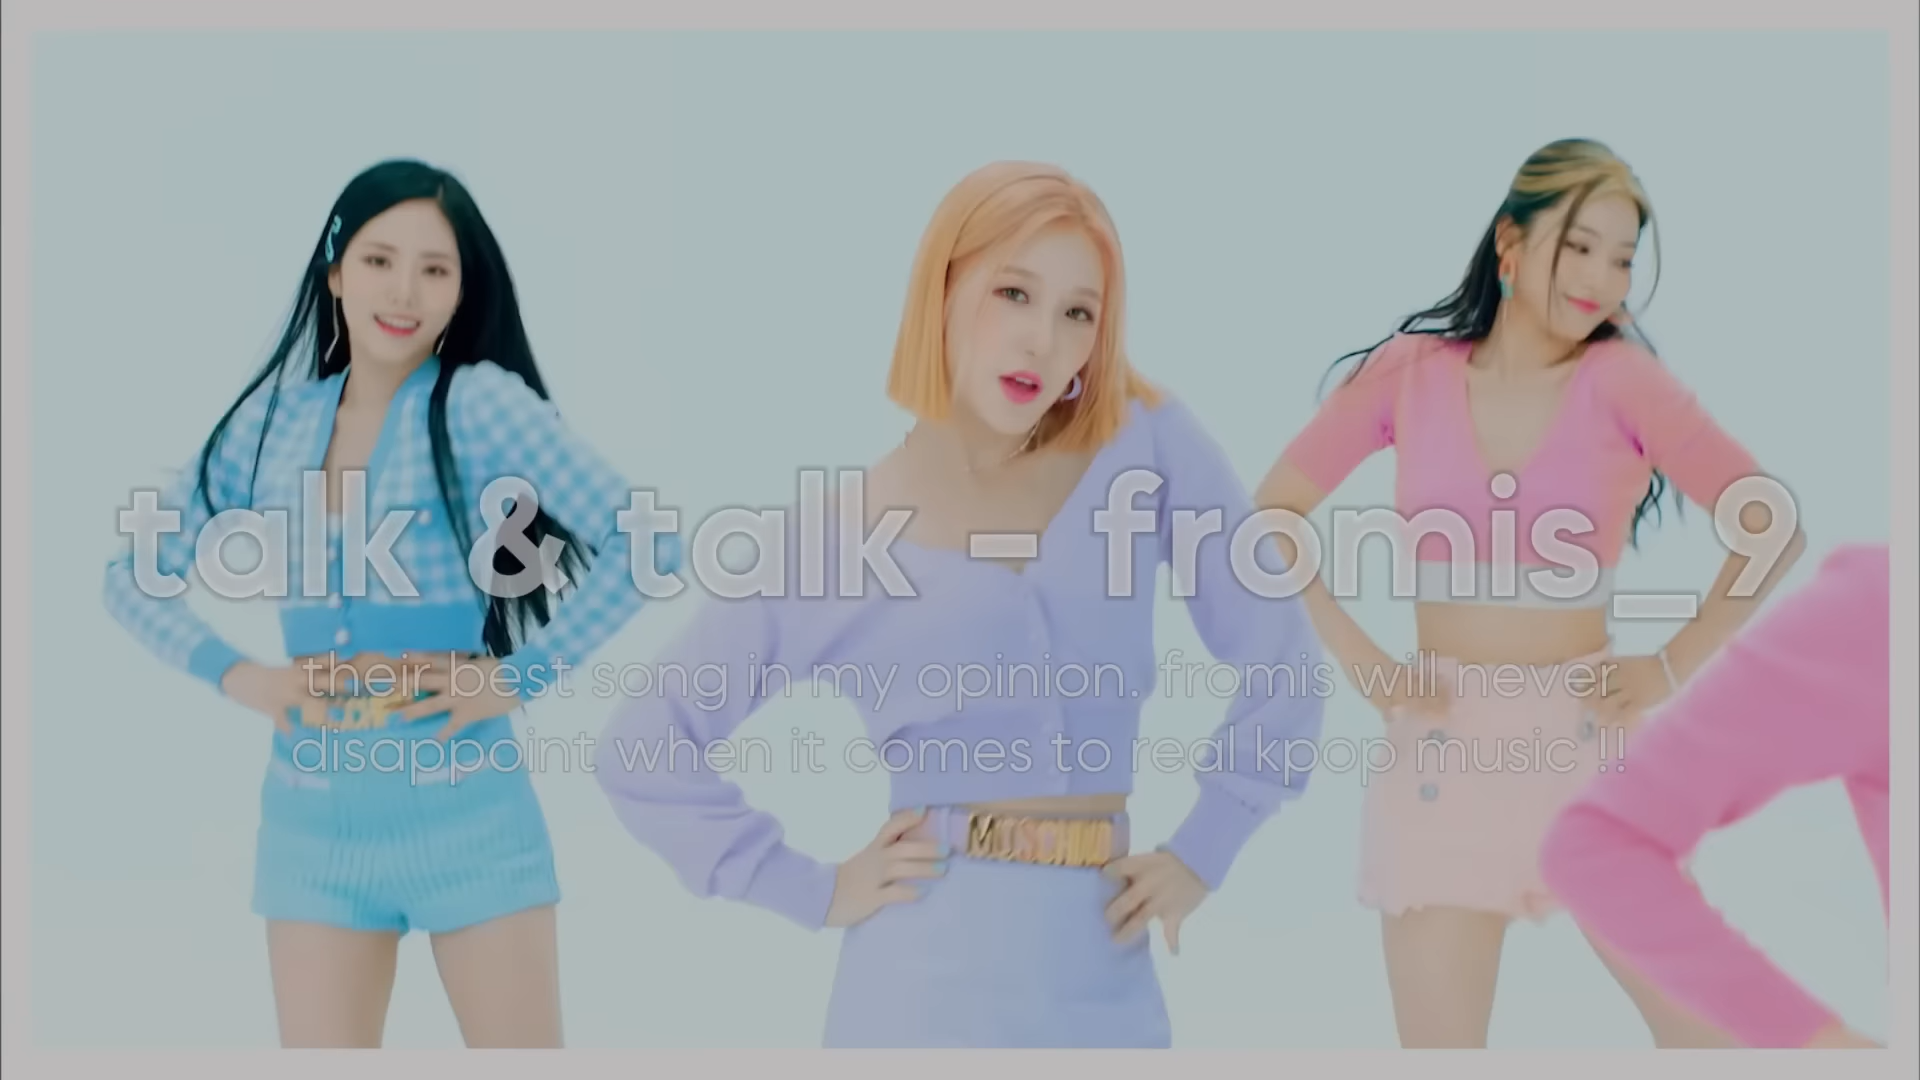 talk & talk - fromis_9
their best song in my opinion. fromis will never
disappoint when it comes to real kpop music !!
MOSCHINO